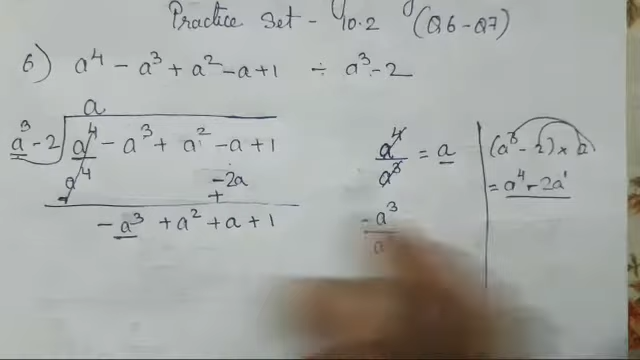 Practice Set - 10.2 (Q6-Q7)
6) a⁴ - a³ + a² - a + 1 ÷ a³ - 2
a
a³ - 2 a⁴ - a³ + a² - a + 1
a⁴ - 2a
- +
- a³ + a² + a + 1
a⁴/a³ = a
- a³
a
(a³ - 2) × a
= a⁴ - 2a